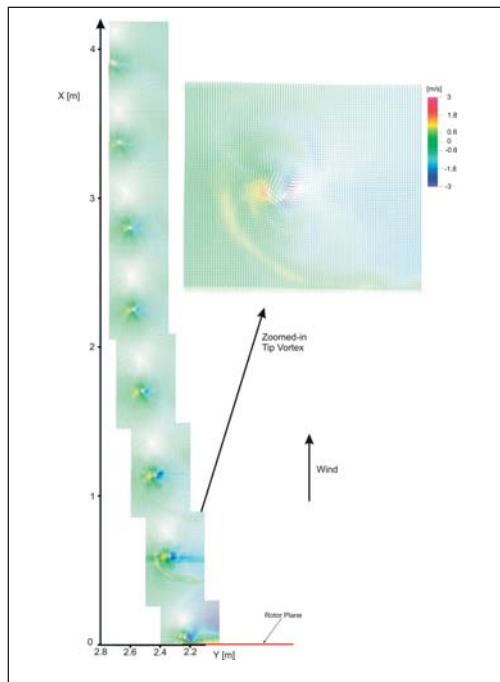 4
X [m]
3
2
1
0
2.8
2.6
2.4
2.2
Y [m]
[m/s]
3
1.8
0.6
0
-0.6
-1.8
-3
Zoomed-in
Tip Vortex
Wind
Rotor Plane